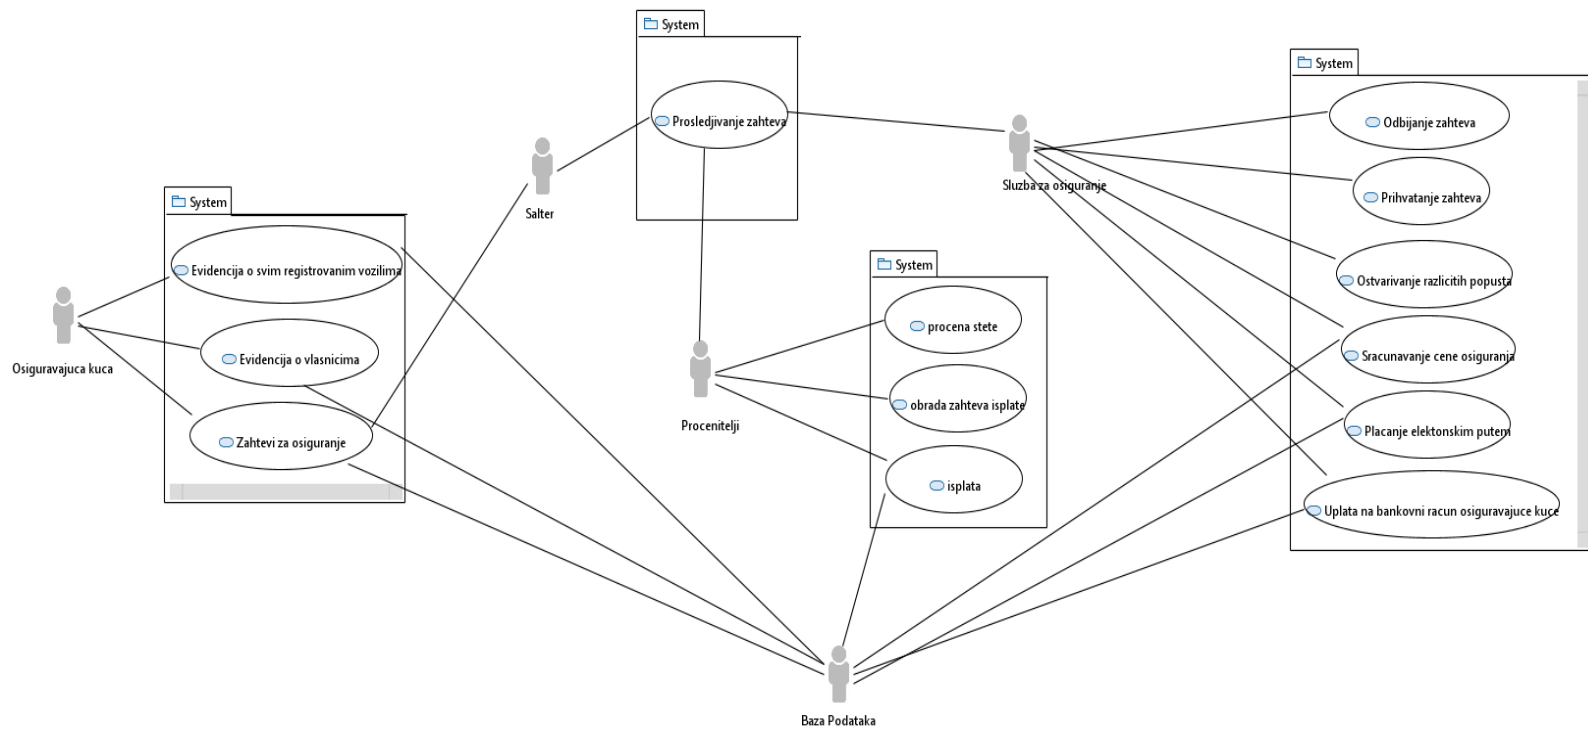 System
Prosledjivanje zahteva
System
Odbijanje zahteva
Prihvatanje zahteva
Ostvarivanje razlicitih popusta
Sracunavanje cene osiguranja
Placanje elektonskim putem
Uplata na bankovni racun osiguravajuce kuce
Sluzba za osiguranje
Salter
System
Evidencija o svim registrovanim vozilima
Evidencija o vlasnicima
Zahtevi za osiguranje
Osiguravajuca kuca
System
procena stete
obrada zahteva isplate
isplata
Procenitelji
Baza Podataka